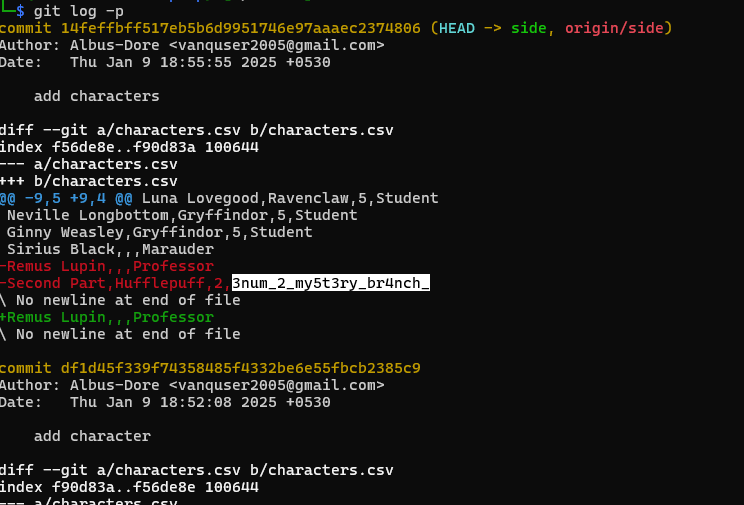 └─$ git log -p
commit 14feffbff517eb5b6d9951746e97aaaec2374806 (HEAD -> side, origin/side)
Author: Albus-Dore <vanquser2005@gmail.com>
Date:   Thu Jan 9 18:55:55 2025 +0530
    add characters
diff --git a/characters.csv b/characters.csv
index f56de8e..f90d83a 100644
--- a/characters.csv
+++ b/characters.csv
@@ -9,5 +9,4 @@ Luna Lovegood,Ravenclaw,5,Student
 Neville Longbottom,Gryffindor,5,Student
 Ginny Weasley,Gryffindor,5,Student
 Sirius Black,,,Marauder
-Remus Lupin,,,Professor
-Second Part,Hufflepuff,2,3num_2_my5t3ry_br4nch_
\ No newline at end of file
+Remus Lupin,,,Professor
\ No newline at end of file
commit df1d45f339f74358485f4332be6e55fbcb2385c9
Author: Albus-Dore <vanquser2005@gmail.com>
Date:   Thu Jan 9 18:52:08 2025 +0530
    add character
diff --git a/characters.csv b/characters.csv
index f90d83a..f56de8e 100644
--- a/characters.csv